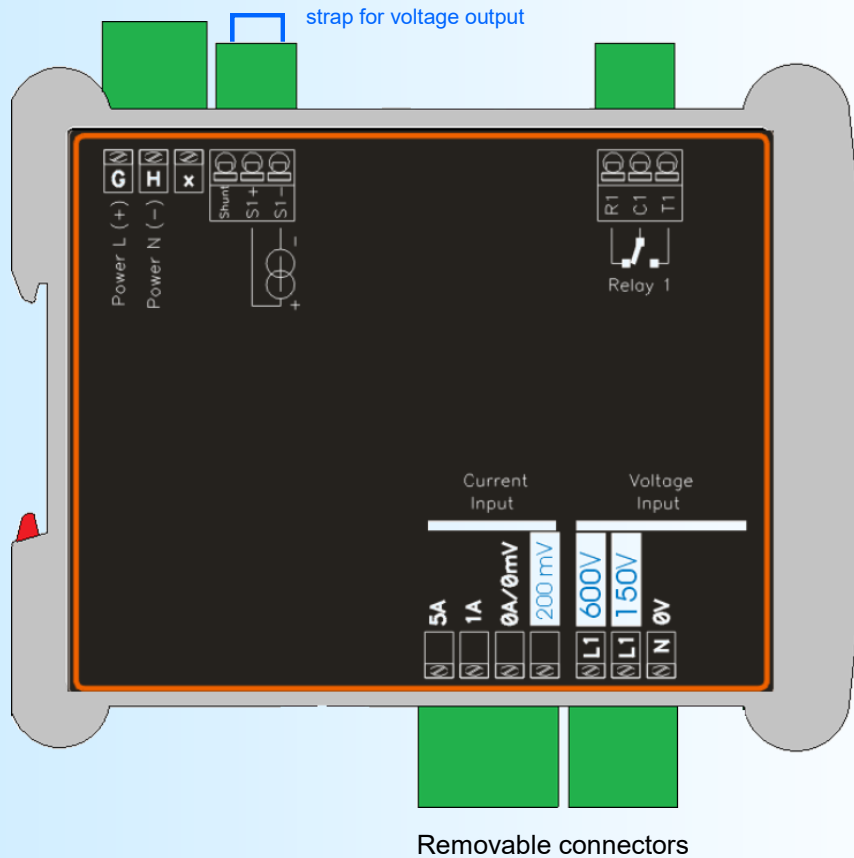 strap for voltage output
G H x
Power L (+)
Power N (-)
Shunt
S1+
S1-
-
+
R1
C1
T1
Relay 1
Current
Input
Voltage
Input
5A
1A
0A/0mV
200 mV
600V
150V
0V
L1
L1
N
Removable connectors